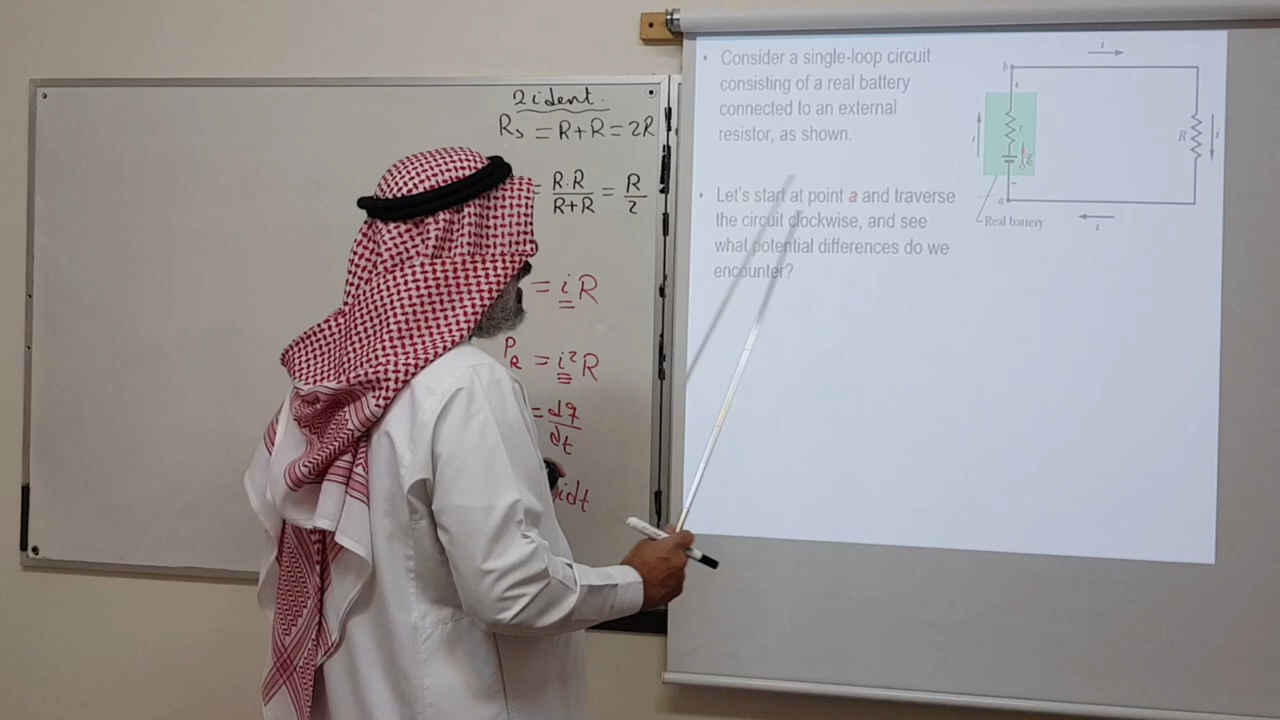 2 ident.
Rs = R+R = 2R
= R·R / R+R = R / 2
= iR
P_R = i²R
= dq / dt
idt
• Consider a single-loop circuit
consisting of a real battery
connected to an external
resistor, as shown.
• Let's start at point a and traverse
the circuit clockwise, and see
what potential differences do we
encounter?
i
b
+
i
r
R
i
ℰ
−
a
Real battery
i